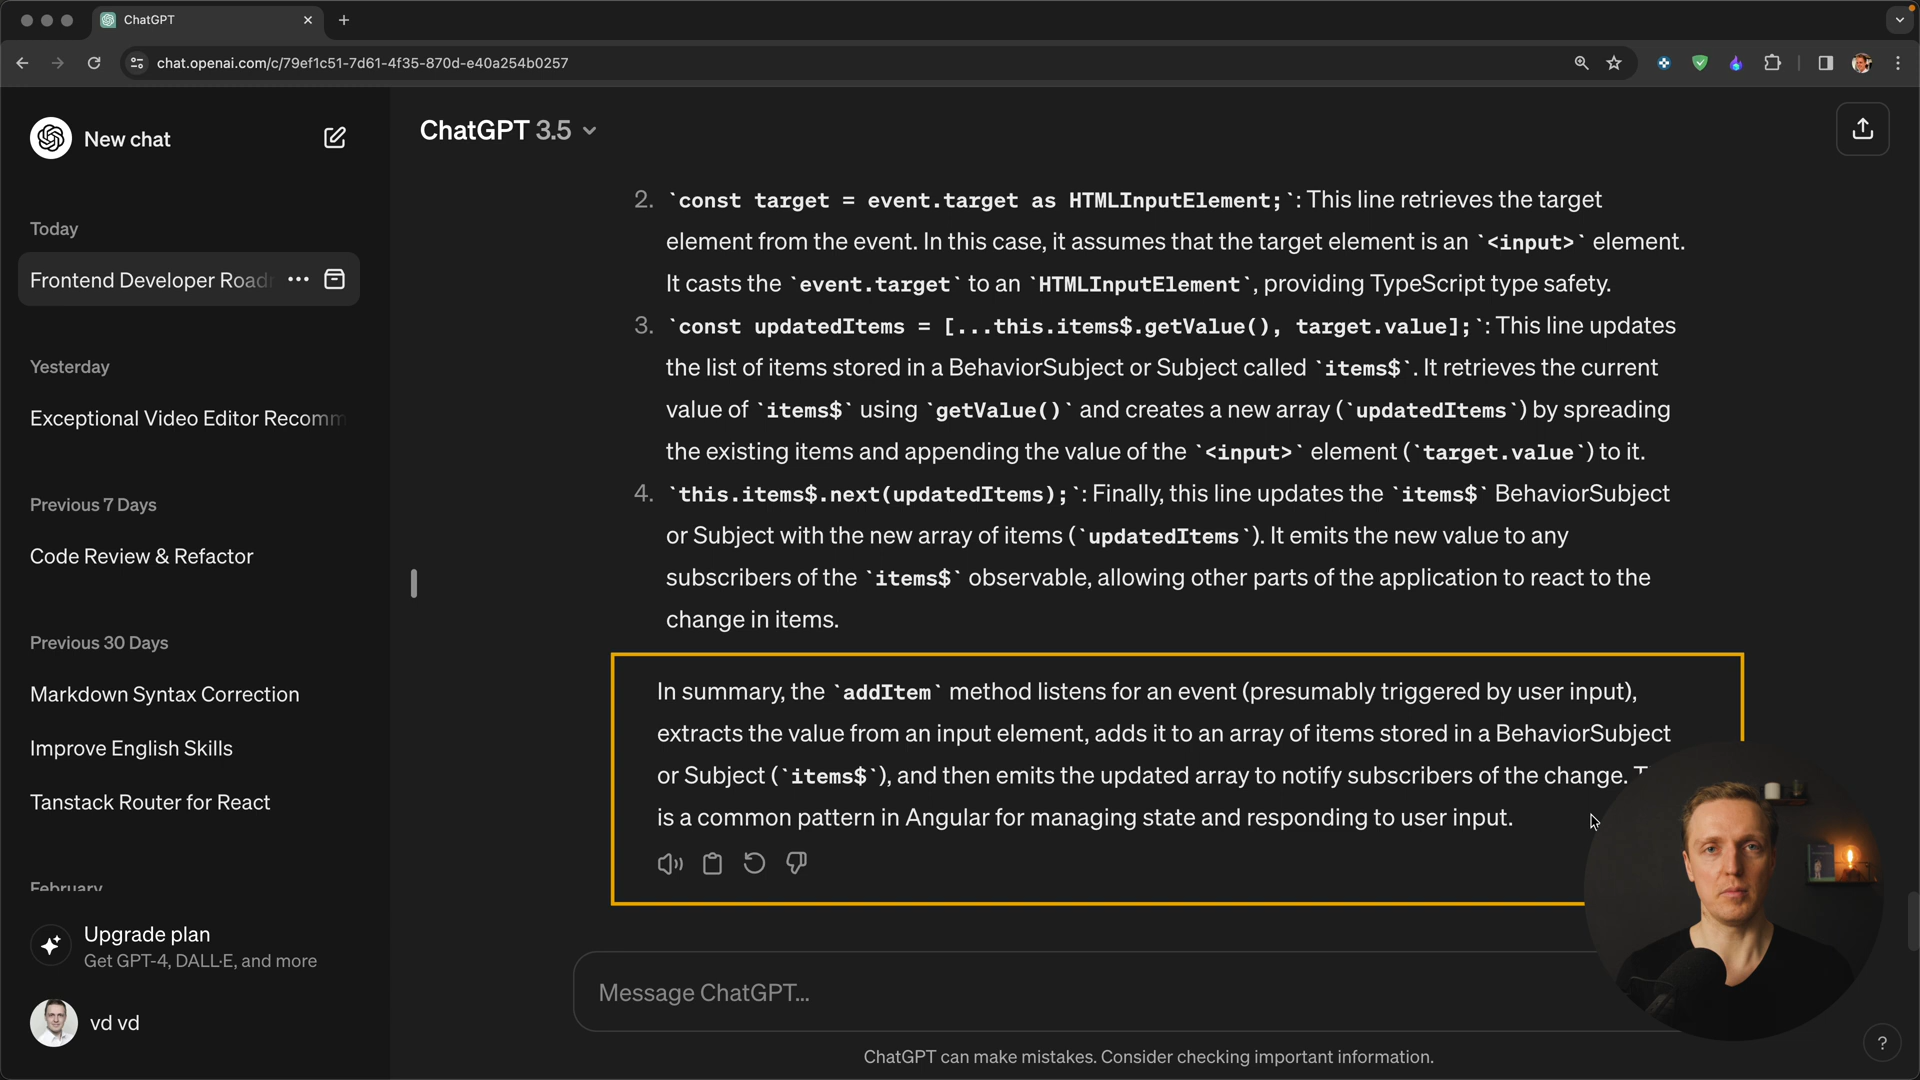 ChatGPT
chat.openai.com/c/79ef1c51-7d61-4f35-870d-e40a254b0257
New chat
Today
Frontend Developer Road
Yesterday
Exceptional Video Editor Recomm
Previous 7 Days
Code Review & Refactor
Previous 30 Days
Markdown Syntax Correction
Improve English Skills
Tanstack Router for React
February
Upgrade plan
Get GPT-4, DALL·E, and more
vd vd
ChatGPT 3.5
2. `const target = event.target as HTMLInputElement;`: This line retrieves the target
element from the event. In this case, it assumes that the target element is an `<input>` element.
It casts the `event.target` to an `HTMLInputElement`, providing TypeScript type safety.
3. `const updatedItems = [...this.items$.getValue(), target.value];`: This line updates
the list of items stored in a BehaviorSubject or Subject called `items$`. It retrieves the current
value of `items$` using `getValue()` and creates a new array (`updatedItems`) by spreading
the existing items and appending the value of the `<input>` element (`target.value`) to it.
4. `this.items$.next(updatedItems);`: Finally, this line updates the `items$` BehaviorSubject
or Subject with the new array of items (`updatedItems`). It emits the new value to any
subscribers of the `items$` observable, allowing other parts of the application to react to the
change in items.
In summary, the `addItem` method listens for an event (presumably triggered by user input),
extracts the value from an input element, adds it to an array of items stored in a BehaviorSubject
or Subject (`items$`), and then emits the updated array to notify subscribers of the change.
is a common pattern in Angular for managing state and responding to user input.
Message ChatGPT...
ChatGPT can make mistakes. Consider checking important information.
?